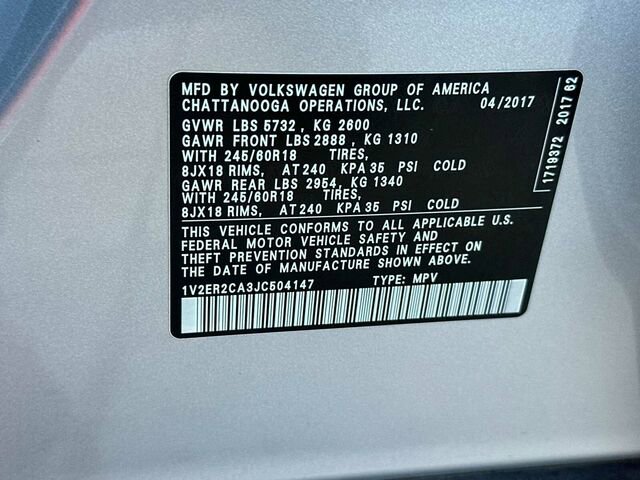 MFD BY VOLKSWAGEN GROUP OF AMERICA
CHATTANOOGA OPERATIONS, LLC. 04/2017
GVWR LBS 5732 , KG 2600
GAWR FRONT LBS 2888 , KG 1310
WITH 245/60R18 TIRES,
8JX18 RIMS, AT 240 KPA 35 PSI COLD
GAWR REAR LBS 2954, KG 1340
WITH 245/60R18 TIRES,
8JX18 RIMS, AT 240 KPA 35 PSI COLD
THIS VEHICLE CONFORMS TO ALL APPLICABLE U.S.
FEDERAL MOTOR VEHICLE SAFETY AND
THEFT PREVENTION STANDARDS IN EFFECT ON
THE DATE OF MANUFACTURE SHOWN ABOVE.
1V2ER2CA3JC504147 TYPE: MPV
1719372 2017 62